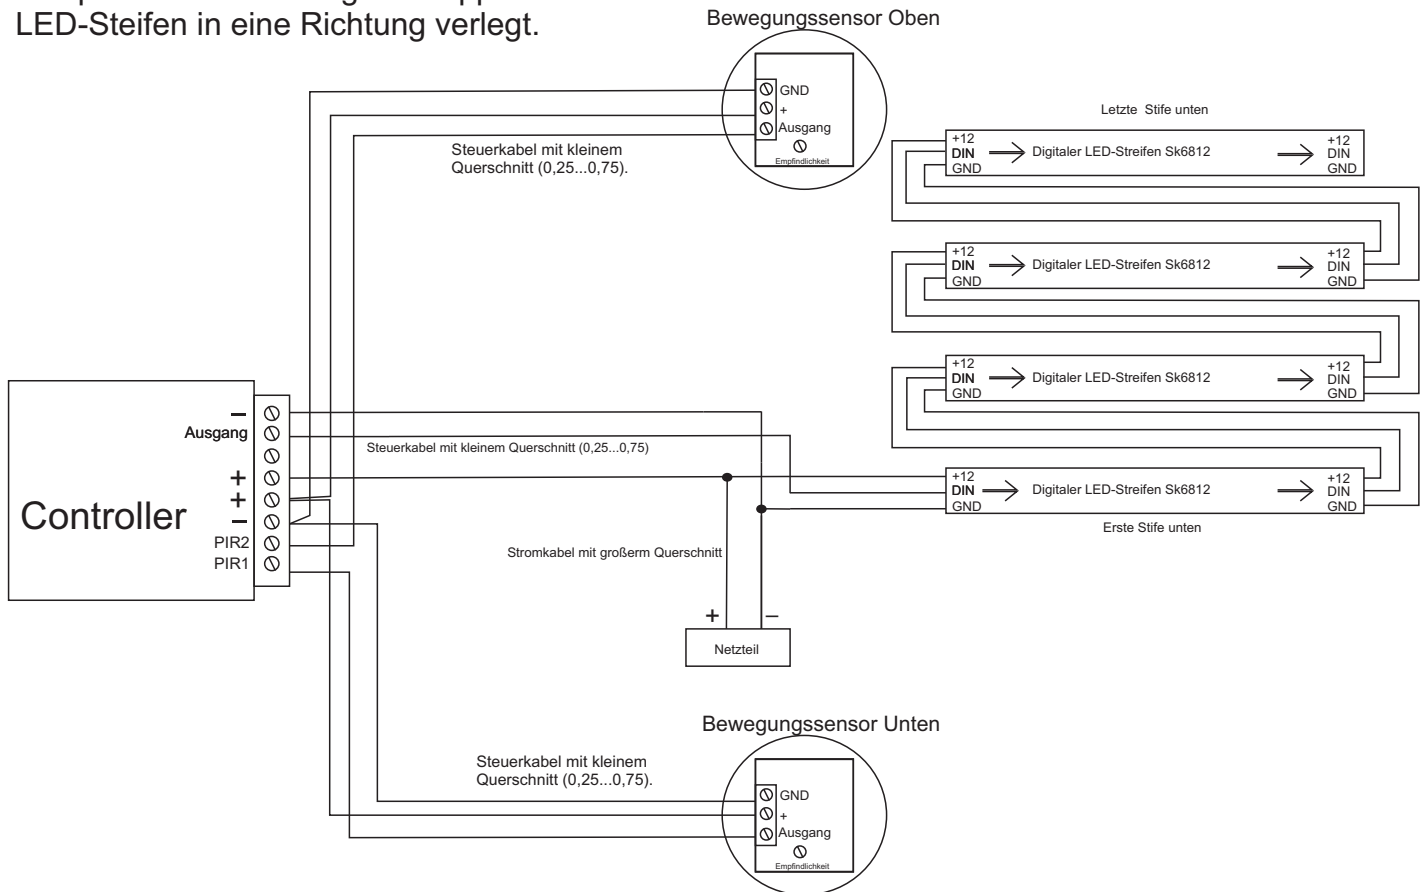 LED-Steifen in eine Richtung verlegt.
Bewegungssensor Oben
GND
+
Ausgang
Empfindlichkeit
Steuerkabel mit kleinem
Querschnitt (0,25...0,75).
Letzte Stife unten
+12
DIN
GND
Digitaler LED-Streifen Sk6812
+12
DIN
GND
+12
DIN
GND
Digitaler LED-Streifen Sk6812
+12
DIN
GND
+12
DIN
GND
Digitaler LED-Streifen Sk6812
+12
DIN
GND
+12
DIN
GND
Digitaler LED-Streifen Sk6812
+12
DIN
GND
Erste Stife unten
Controller
–
Ausgang
+
+
–
PIR2
PIR1
Steuerkabel mit kleinem Querschnitt (0,25...0,75)
Stromkabel mit großerm Querschnitt
+ –
Netzteil
Bewegungssensor Unten
Steuerkabel mit kleinem
Querschnitt (0,25...0,75).
GND
+
Ausgang
Empfindlichkeit